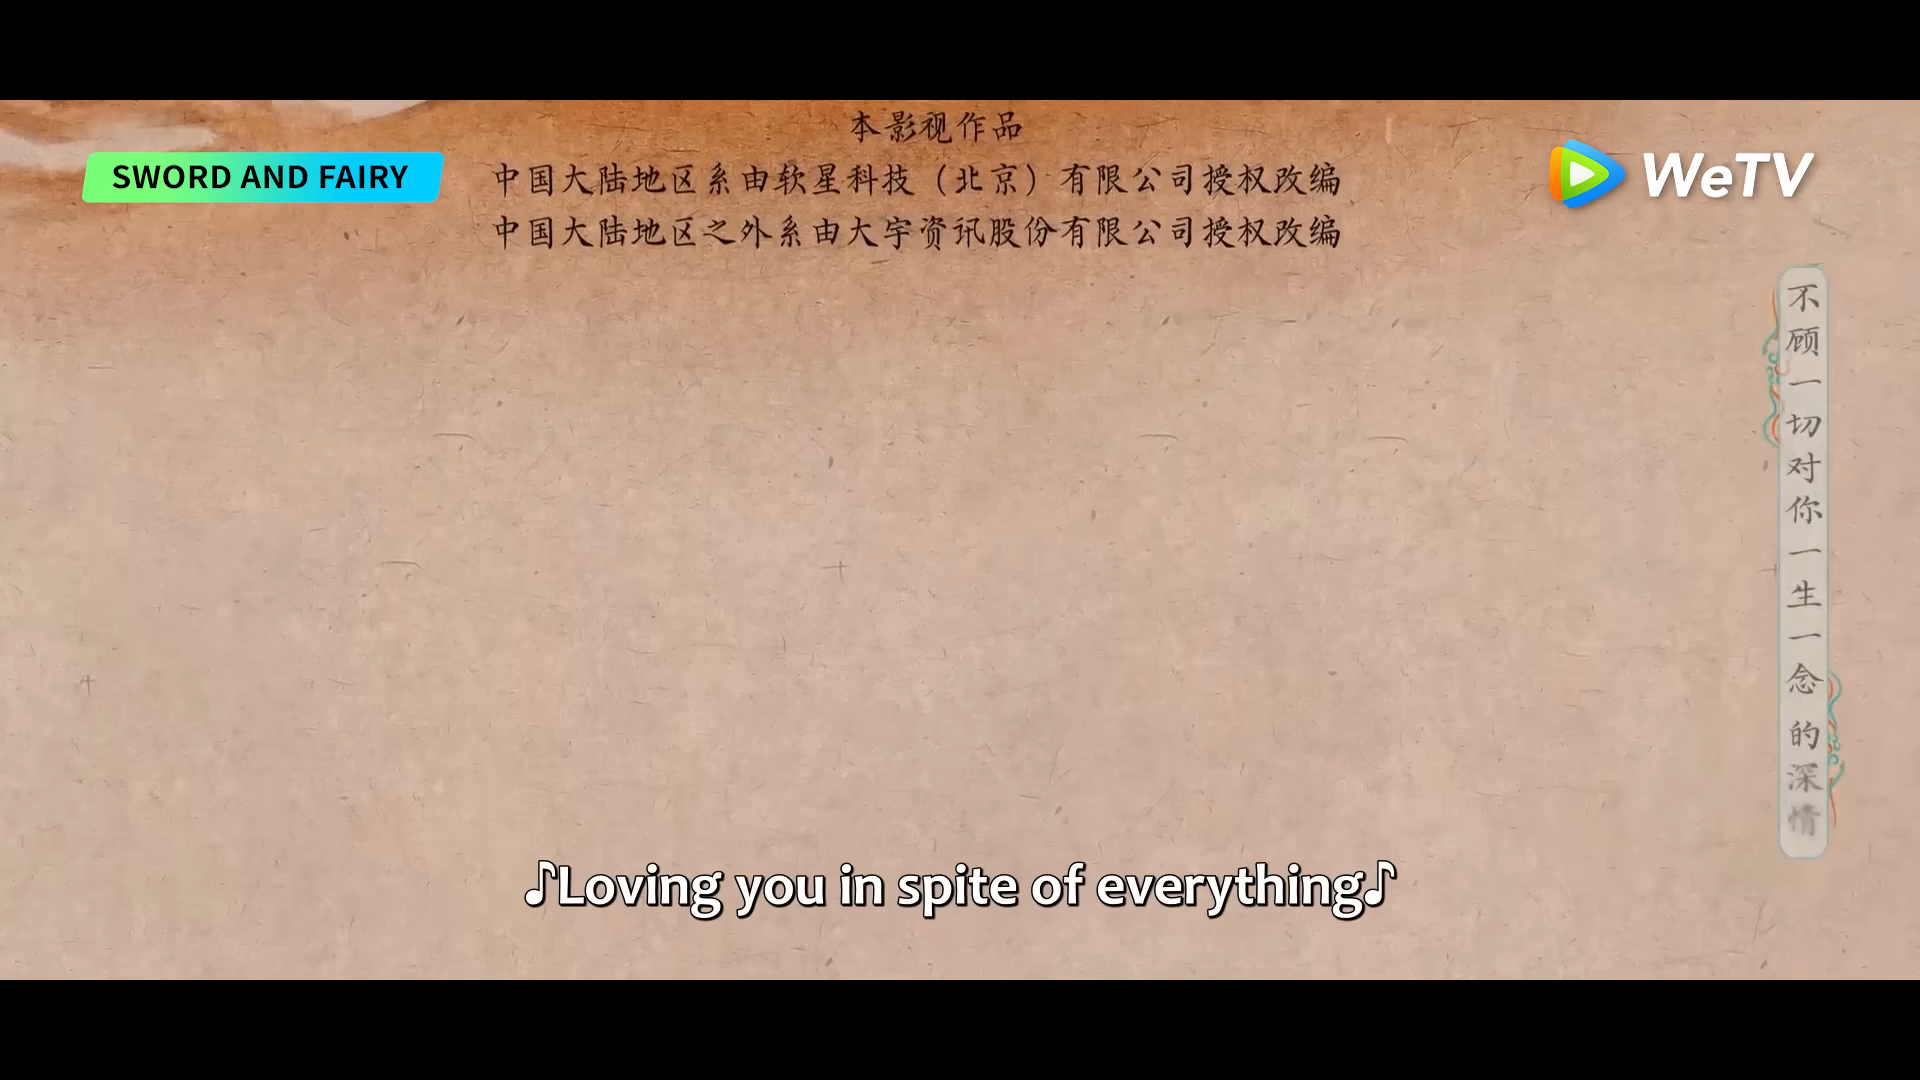 本影视作品
SWORD AND FAIRY
中国大陆地区系由软星科技（北京）有限公司授权改编
WeTV
中国大陆地区之外系由大宇资讯股份有限公司授权改编
不顾一切对你一生一念的深情
♪Loving you in spite of everything♪